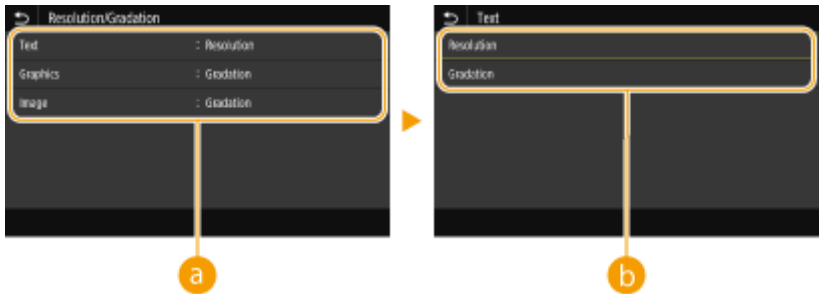 Resolution/Gradation
Text : Resolution
Graphics : Gradation
Image : Gradation
a
Text
Resolution
Gradation
b